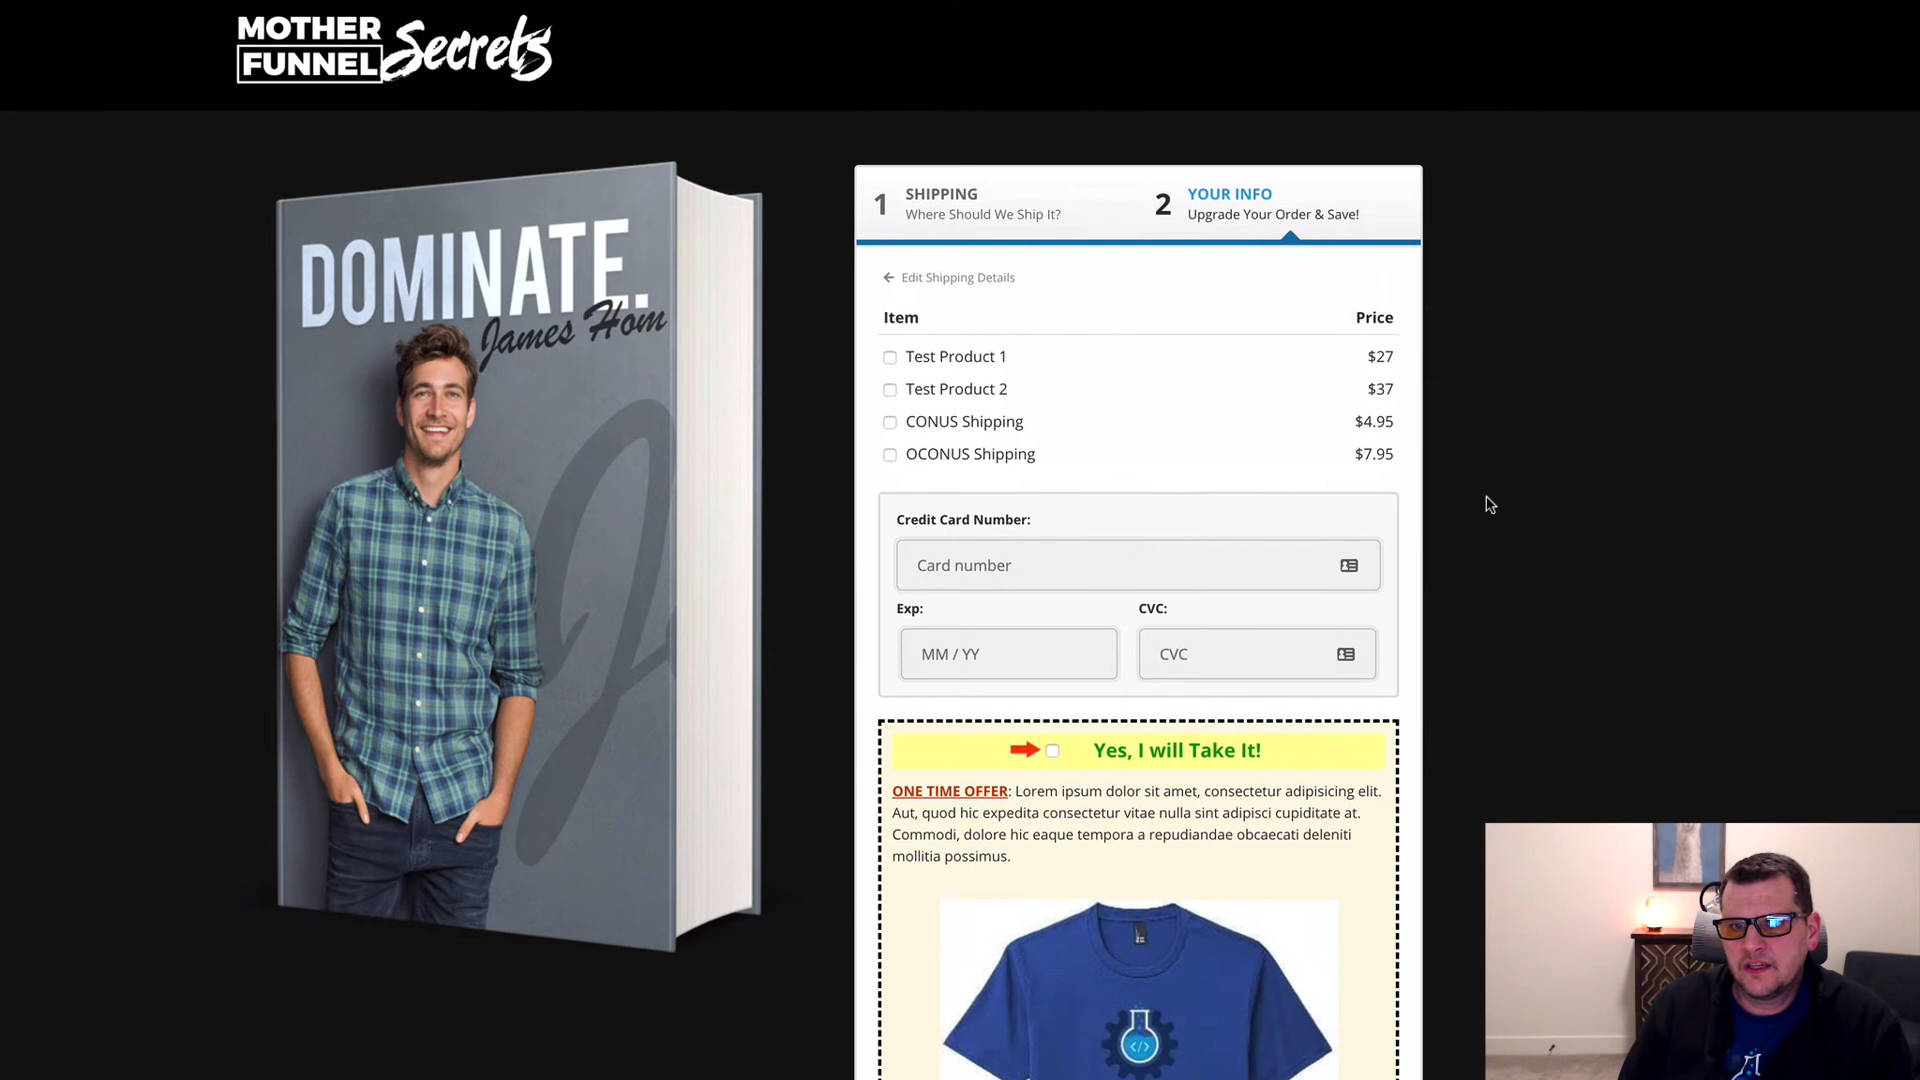 MOTHER
FUNNEL
Secrets
DOMINATE.
James Hom
1
SHIPPING
Where Should We Ship It?
2
YOUR INFO
Upgrade Your Order & Save!
Edit Shipping Details
Item Price
Test Product 1 $27
Test Product 2 $37
CONUS Shipping $4.95
OCONUS Shipping $7.95
Credit Card Number:
Card number
Exp: CVC:
MM / YY CVC
Yes, I will Take It!
ONE TIME OFFER: Lorem ipsum dolor sit amet, consectetur adipisicing elit.
Aut, quod hic expedita consectetur vitae nulla sint adipisci cupiditate at.
Commodi, dolore hic eaque tempora a repudiandae obcaecati deleniti
mollitia possimus.